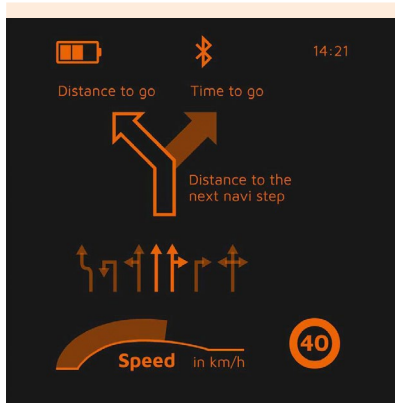 14:21
Distance to go
Time to go
Distance to the
next navi step
Speed in km/h
40